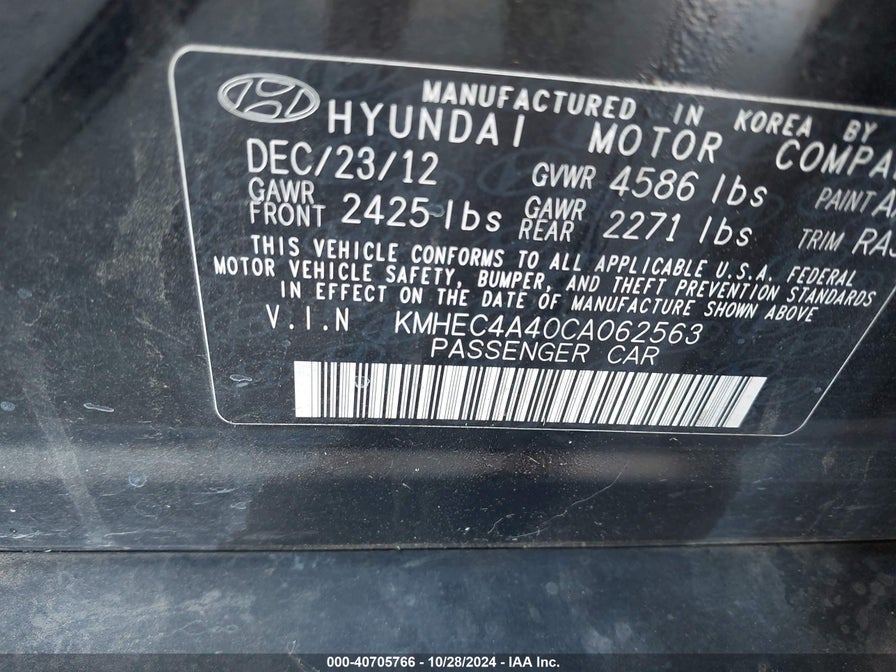 MANUFACTURED IN KOREA BY
HYUNDAI MOTOR
DEC/23/12 GVWR 4586 lbs PAINT
GAWR FRONT 2425 lbs GAWR REAR 2271 lbs TRIM
THIS VEHICLE CONFORMS TO ALL APPLICABLE U.S.A. FEDERAL
MOTOR VEHICLE SAFETY, BUMPER, AND THEFT PREVENTION STANDARDS
IN EFFECT ON THE DATE OF MANUFACTURE SHOWN ABOVE
V.I.N KMHEC4A40CA062563
PASSENGER CAR
000-40705766 - 10/28/2024 - IAA Inc.